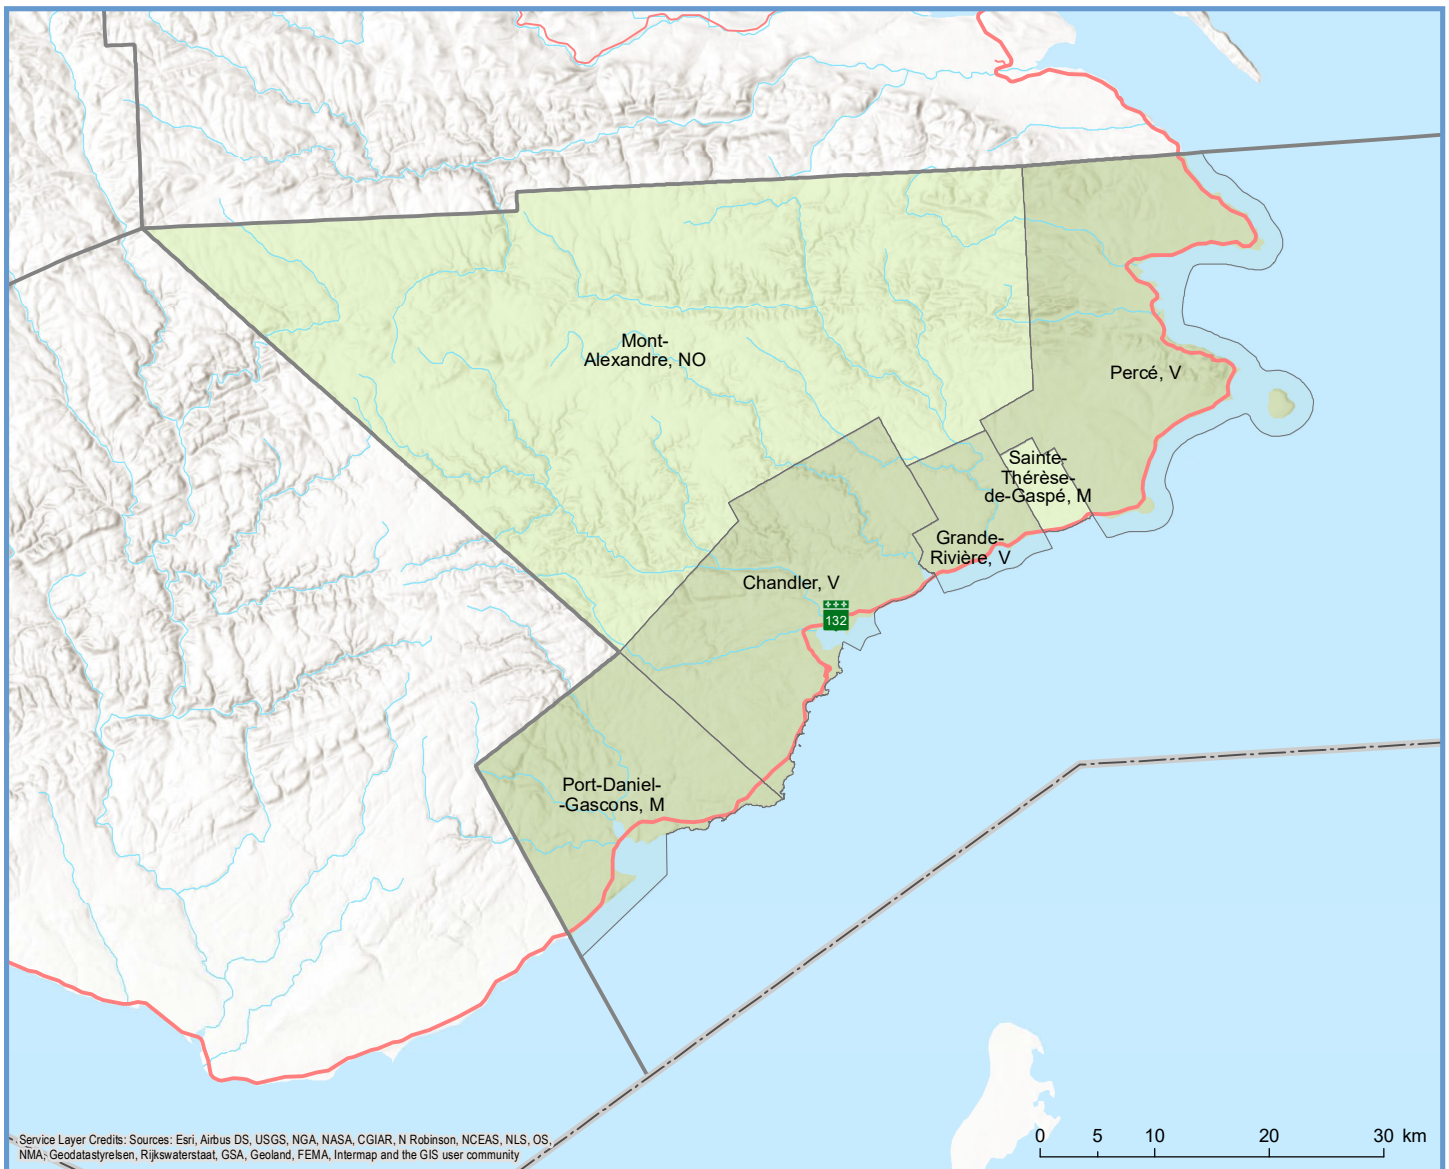 Mont-
Alexandre, NO
Percé, V
Sainte-
Thérèse-
de-Gaspé, M
Grande-
Rivière, V
Chandler, V
132
Port-Daniel-
-Gascons, M
Service Layer Credits: Sources: Esri, Airbus DS, USGS, NGA, NASA, CGIAR, N Robinson, NCEAS, NLS, OS,
NMA, Geodatastyrelsen, Rijkswaterstaat, GSA, Geoland, FEMA, Intermap and the GIS user community
0 5 10 20 30 km